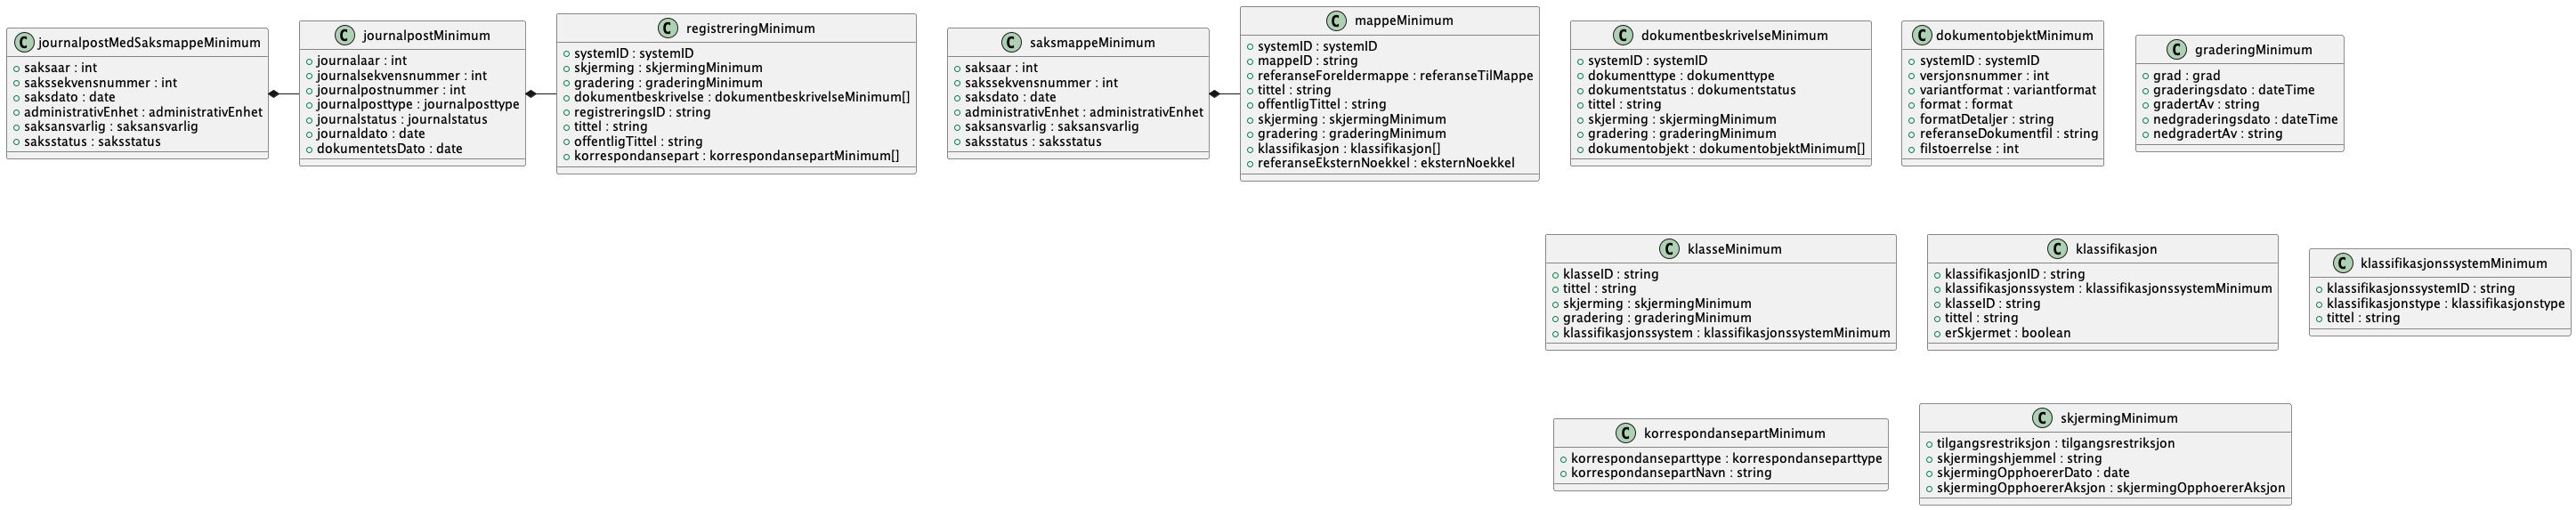 C journalpostMedSaksmappeMinimum
saksaar : int
sakssekvensnummer : int
saksdato : date
administrativEnhet : administrativEnhet
saksansvarlig : saksansvarlig
saksstatus : saksstatus
C journalpostMinimum
journalaar : int
journalsekvensnummer : int
journalpostnummer : int
journalposttype : journalposttype
journalstatus : journalstatus
journaldato : date
dokumentetsDato : date
C registreringMinimum
systemID : systemID
skjerming : skjermingMinimum
gradering : graderingMinimum
dokumentbeskrivelse : dokumentbeskrivelseMinimum[]
registreringsID : string
tittel : string
offentligTittel : string
korrespondansepart : korrespondansepartMinimum[]
C saksmappeMinimum
saksaar : int
sakssekvensnummer : int
saksdato : date
administrativEnhet : administrativEnhet
saksansvarlig : saksansvarlig
saksstatus : saksstatus
C mappeMinimum
systemID : systemID
mappeID : string
referanseForeldermappe : referanseTilMappe
tittel : string
offentligTittel : string
skjerming : skjermingMinimum
gradering : graderingMinimum
klassifikasjon : klassifikasjon[]
referanseEksternNoekkel : eksternNoekkel
C dokumentbeskrivelseMinimum
systemID : systemID
dokumenttype : dokumenttype
dokumentstatus : dokumentstatus
tittel : string
skjerming : skjermingMinimum
gradering : graderingMinimum
dokumentobjekt : dokumentobjektMinimum[]
C dokumentobjektMinimum
systemID : systemID
versjonsnummer : int
variantformat : variantformat
format : format
formatDetaljer : string
referanseDokumentfil : string
filstoerrelse : int
C graderingMinimum
grad : grad
graderingsdato : dateTime
gradertAv : string
nedgraderingsdato : dateTime
nedgradertAv : string
C klasseMinimum
klasseID : string
tittel : string
skjerming : skjermingMinimum
gradering : graderingMinimum
klassifikasjonssystem : klassifikasjonssystemMinimum
C klassifikasjon
klassifikasjonID : string
klassifikasjonssystem : klassifikasjonssystemMinimum
klasseID : string
tittel : string
erSkjermet : boolean
C klassifikasjonssystemMinimum
klassifikasjonssystemID : string
klassifikasjonstype : klassifikasjonstype
tittel : string
C korrespondansepartMinimum
korrespondanseparttype : korrespondanseparttype
korrespondansepartNavn : string
C skjermingMinimum
tilgangsrestriksjon : tilgangsrestriksjon
skjermingshjemmel : string
skjermingOpphoererDato : date
skjermingOpphoererAksjon : skjermingOpphoererAksjon